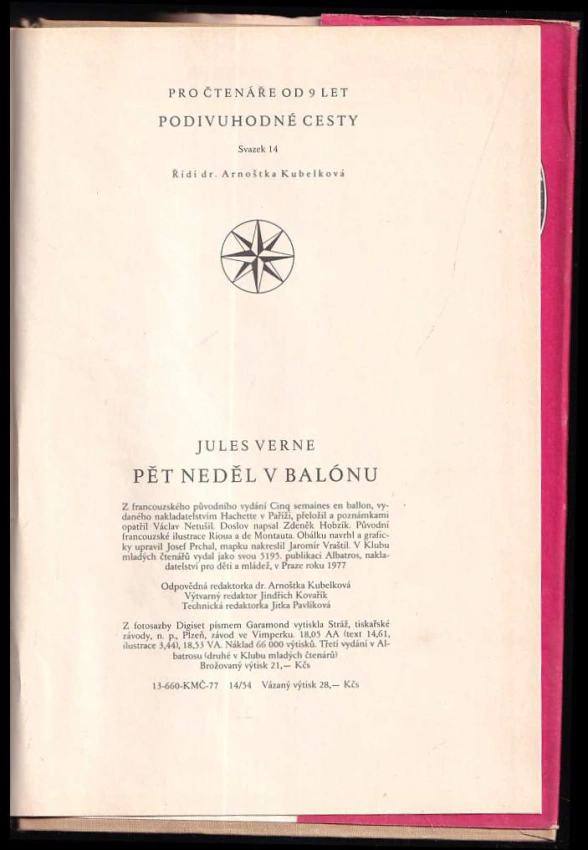 PRO ČTENÁŘE OD 9 LET
PODIVUHODNÉ CESTY
Svazek 14
Řídí dr. Arnoštka Kubelková
JULES VERNE
PĚT NEDĚL V BALÓNU
Z francouzského původního vydání Cinq semaines en ballon, vy-
daného nakladatelstvím Hachette v Paříži, přeložil a poznámkami
opatřil Václav Netušil. Doslov napsal Zdeněk Hobzík. Původní
francouzské ilustrace Rioua a de Montauta. Obálku navrhl a grafic-
ky upravil Josef Prchal, mapku nakreslil Jaromír Vraštil. V Klubu
mladých čtenářů vydal jako svou 5195. publikaci Albatros, nakla-
datelství pro děti a mládež, v Praze roku 1977
Odpovědná redaktorka dr. Arnoštka Kubelková
Výtvarný redaktor Jindřich Kovařík
Technická redaktorka Jitka Pavlíková
Z fotosazby Digiset písmem Garamond vytiskla Stráž, tiskařské
závody, n. p., Plzeň, závod ve Vimperku. 18,05 AA (text 14,61,
ilustrace 3,44), 18,53 VA. Náklad 66 000 výtisků. Třetí vydání v Al-
batrosu (druhé v Klubu mladých čtenářů)
Brožovaný výtisk 21,— Kčs
13-660-KMČ-77 14/54 Vázaný výtisk 28,— Kčs